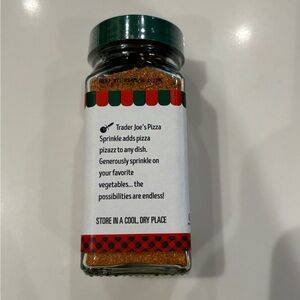 Trader Joe's Pizza
Sprinkle adds pizza
pizazz to any dish.
Generously sprinkle on
your favorite
vegetables... the
possibilities are endless!
STORE IN A COOL, DRY PLACE